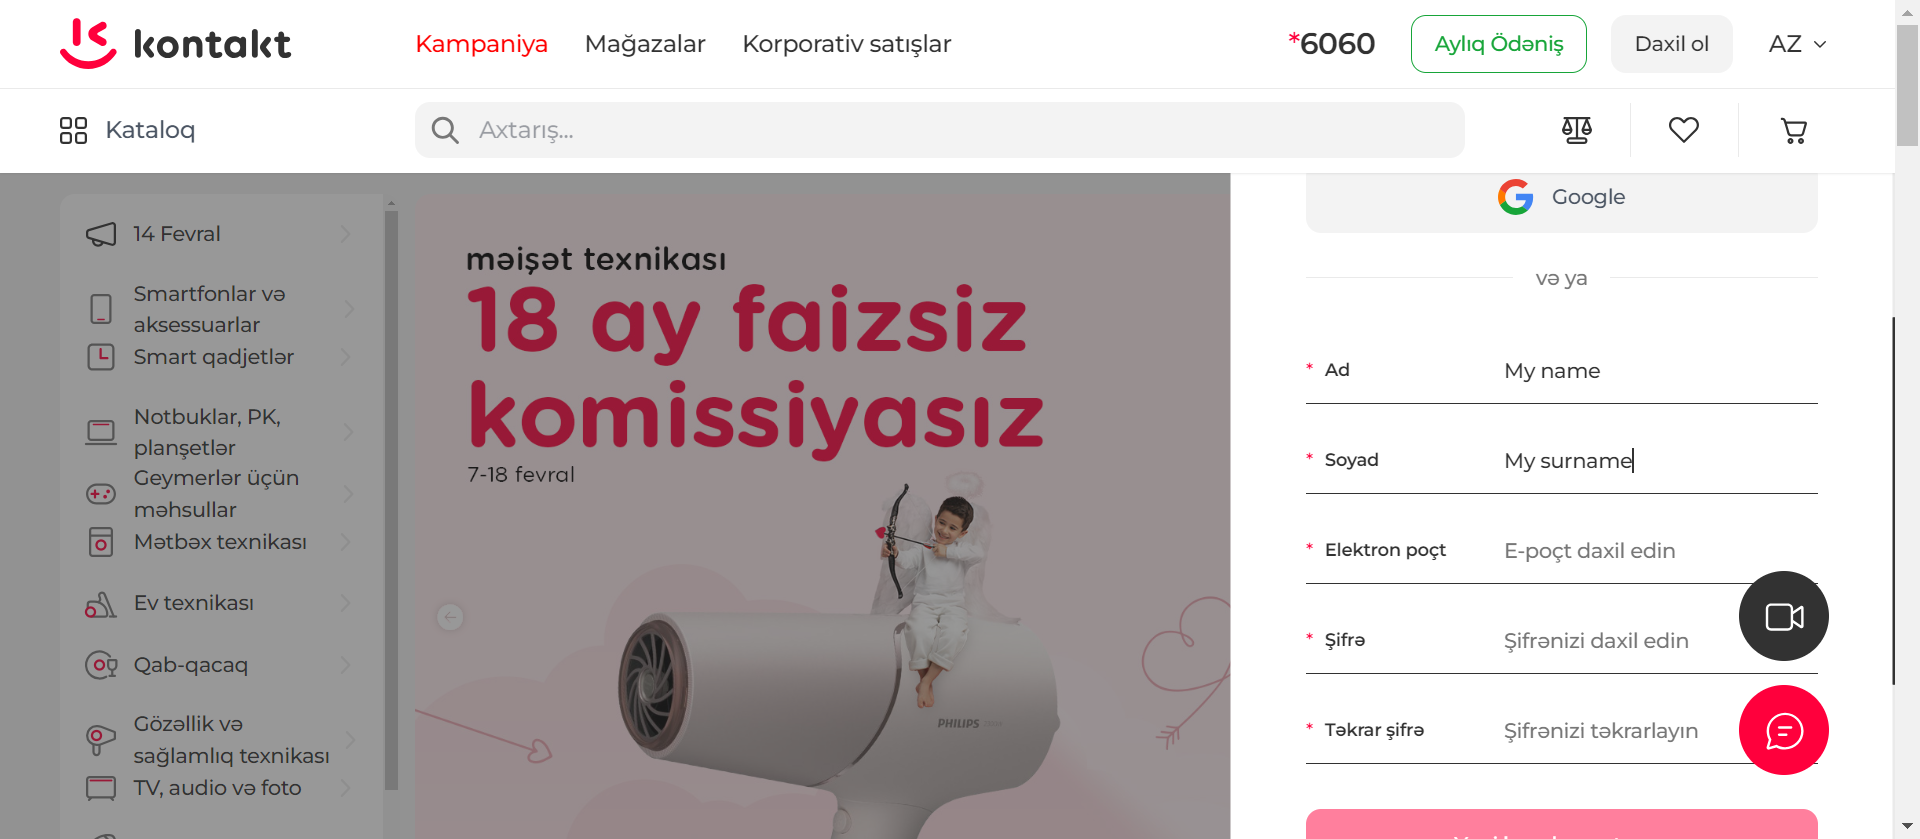 kontakt
Kampaniya
Mağazalar
Korporativ satışlar
*6060
Aylıq Ödəniş
Daxil ol
AZ
Kataloq
Axtarış...
14 Fevral
Smartfonlar və
aksessuarlar
Smart qadjetlər
Notbuklar, PK,
planşetlər
Geymerlər üçün
məhsullar
Mətbəx texnikası
Ev texnikası
Qab-qacaq
Gözəllik və
sağlamlıq texnikası
TV, audio və foto
məişət texnikası
18 ay faizsiz
komissiyasız
7-18 fevral
PHILIPS
Google
və ya
* Ad My name
* Soyad My surname
* Elektron poçt E-poçt daxil edin
* Şifrə Şifrənizi daxil edin
* Təkrar şifrə Şifrənizi təkrarlayın